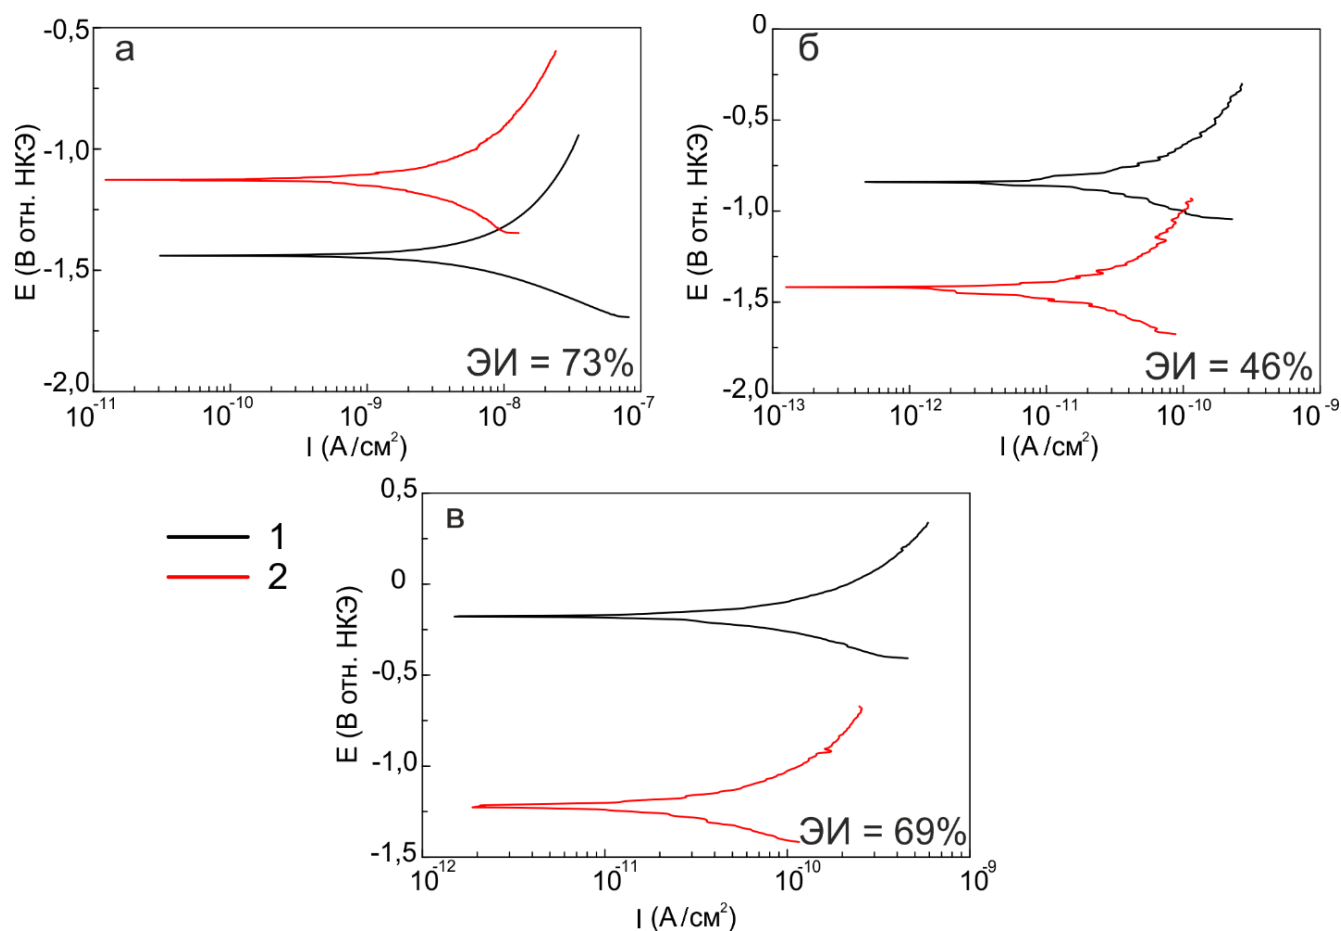 а
-0,5
-1,0
-1,5
-2,0
E (В отн. НКЭ)
ЭИ = 73%
10⁻¹¹
10⁻¹⁰
10⁻⁹
10⁻⁸
10⁻⁷
I (А/см²)
б
0
-0,5
-1,0
-1,5
-2,0
E (В отн. НКЭ)
ЭИ = 46%
10⁻¹³
10⁻¹²
10⁻¹¹
10⁻¹⁰
10⁻⁹
I (А/см²)
1
2
в
0,5
0
-0,5
-1,0
-1,5
E (В отн. НКЭ)
ЭИ = 69%
10⁻¹²
10⁻¹¹
10⁻¹⁰
10⁻⁹
I (А/см²)